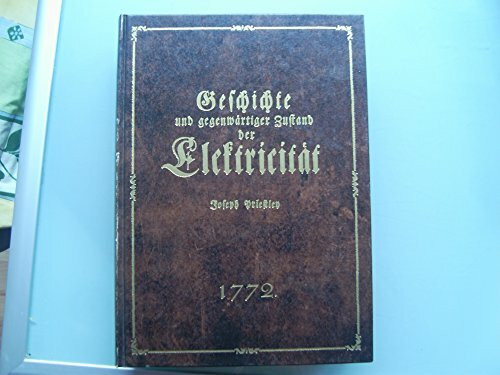 Geschichte
und gegenwärtiger Zustand
der
Elektricität
Joseph Priestley
1772.